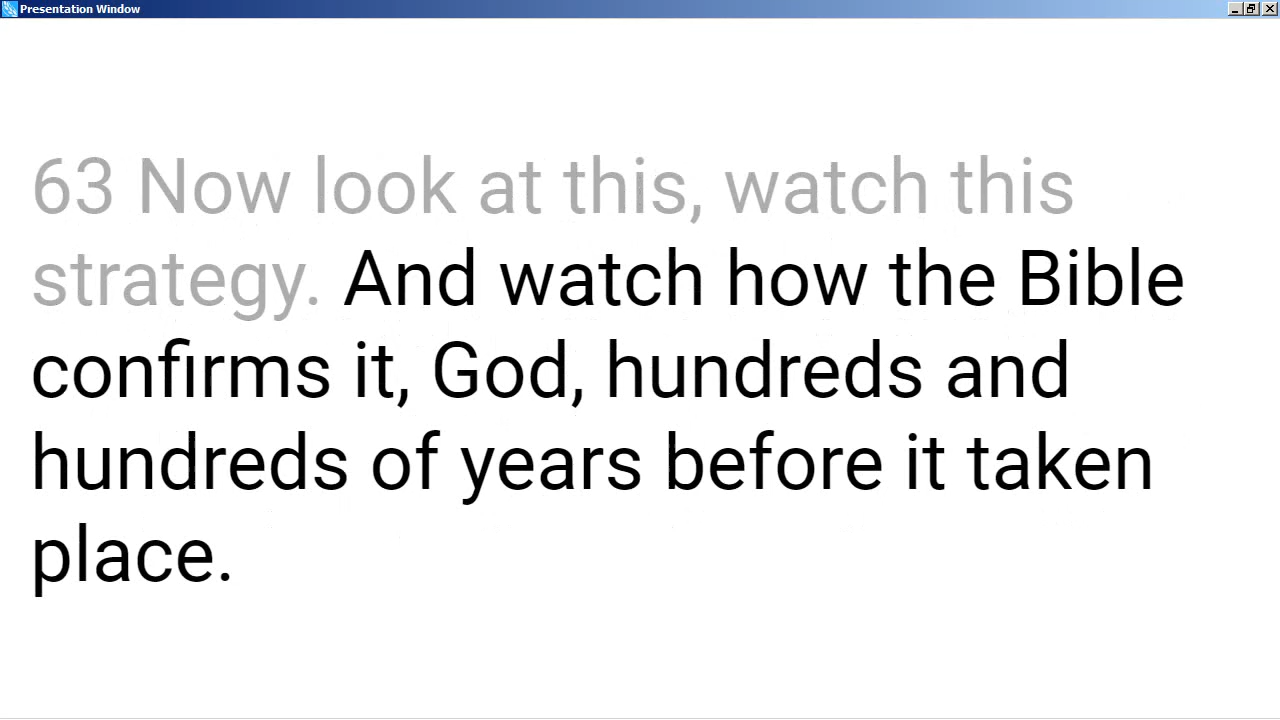 Presentation Window
63 Now look at this, watch this
strategy. And watch how the Bible
confirms it, God, hundreds and
hundreds of years before it taken
place.